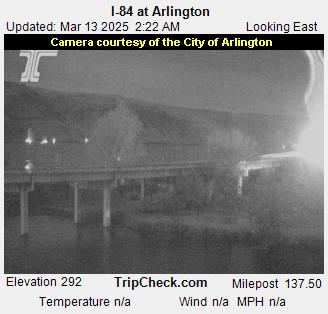 I-84 at Arlington
Updated: Mar 13 2025 2:22 AM Looking East
Camera courtesy of the City of Arlington
T
Elevation 292 TripCheck.com Milepost 137.50
Temperature n/a Wind n/a MPH n/a